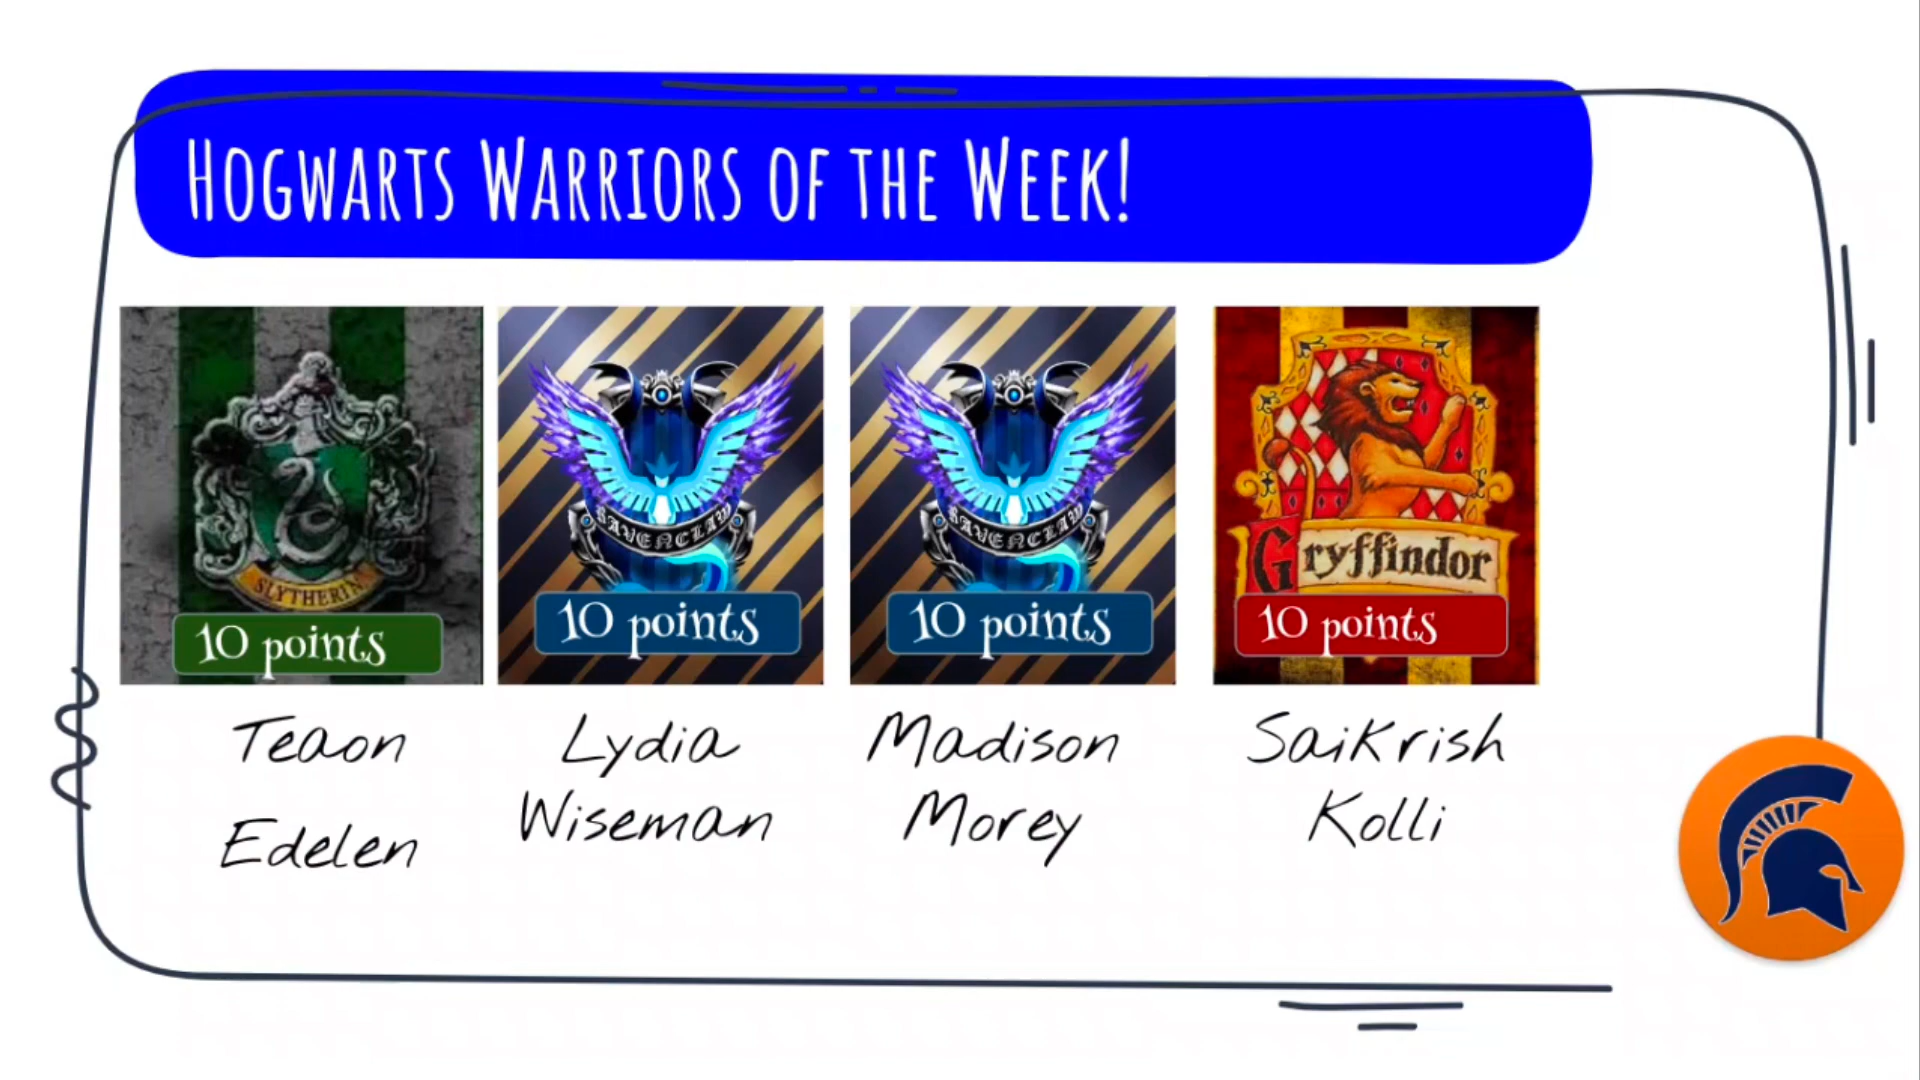 HOGWARTS WARRIORS OF THE WEEK!
SLYTHERIN
10 points
RAVENCLAW
10 points
RAVENCLAW
10 points
Gryffindor
10 points
Teaon
Edelen
Lydia
Wiseman
Madison
Morey
SaiKrish
Kolli